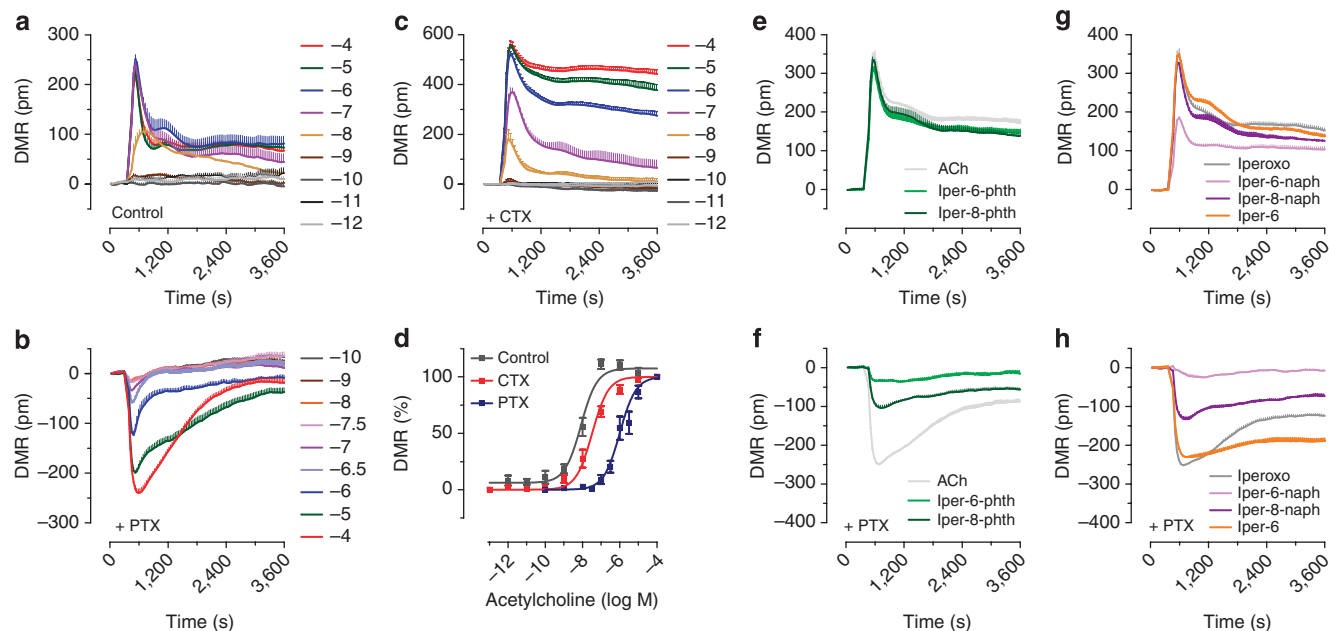 a
DMR (pm)
300
200
100
0
Control
0
1,200
2,400
3,600
Time (s)
−4
−5
−6
−7
−8
−9
−10
−11
−12
c
DMR (pm)
600
400
200
0
+ CTX
0
1,200
2,400
3,600
Time (s)
−4
−5
−6
−7
−8
−9
−10
−11
−12
e
DMR (pm)
400
300
200
100
0
ACh
Iper-6-phth
Iper-8-phth
0
1,200
2,400
3,600
Time (s)
g
DMR (pm)
400
300
200
100
0
Iperoxo
Iper-6-naph
Iper-8-naph
Iper-6
0
1,200
2,400
3,600
Time (s)
b
DMR (pm)
0
−100
−200
−300
+ PTX
0
1,200
2,400
3,600
Time (s)
−10
−9
−8
−7.5
−7
−6.5
−6
−5
−4
d
DMR (%)
100
50
0
Control
CTX
PTX
−12
−10
−8
−6
−4
Acetylcholine (log M)
f
DMR (pm)
0
−100
−200
−300
−400
ACh
Iper-6-phth
Iper-8-phth
+ PTX
0
1,200
2,400
3,600
Time (s)
h
DMR (pm)
0
−100
−200
−300
−400
Iperoxo
Iper-6-naph
Iper-8-naph
Iper-6
+ PTX
0
1,200
2,400
3,600
Time (s)